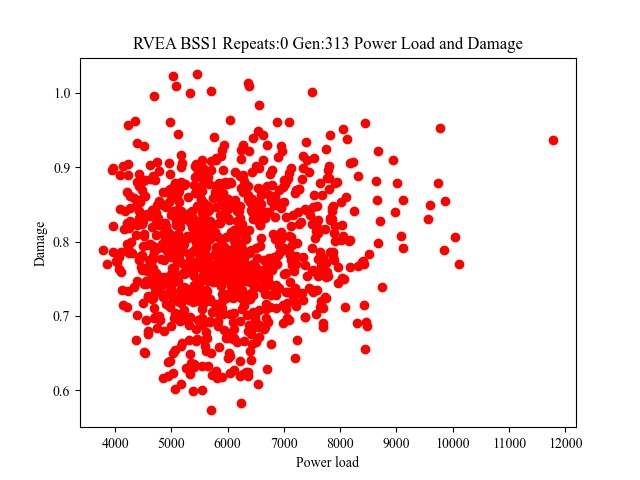 RVEA BSS1 Repeats:0 Gen:313 Power Load and Damage
1.0
0.9
0.8
0.7
0.6
Damage
4000 5000 6000 7000 8000 9000 10000 11000 12000
Power load